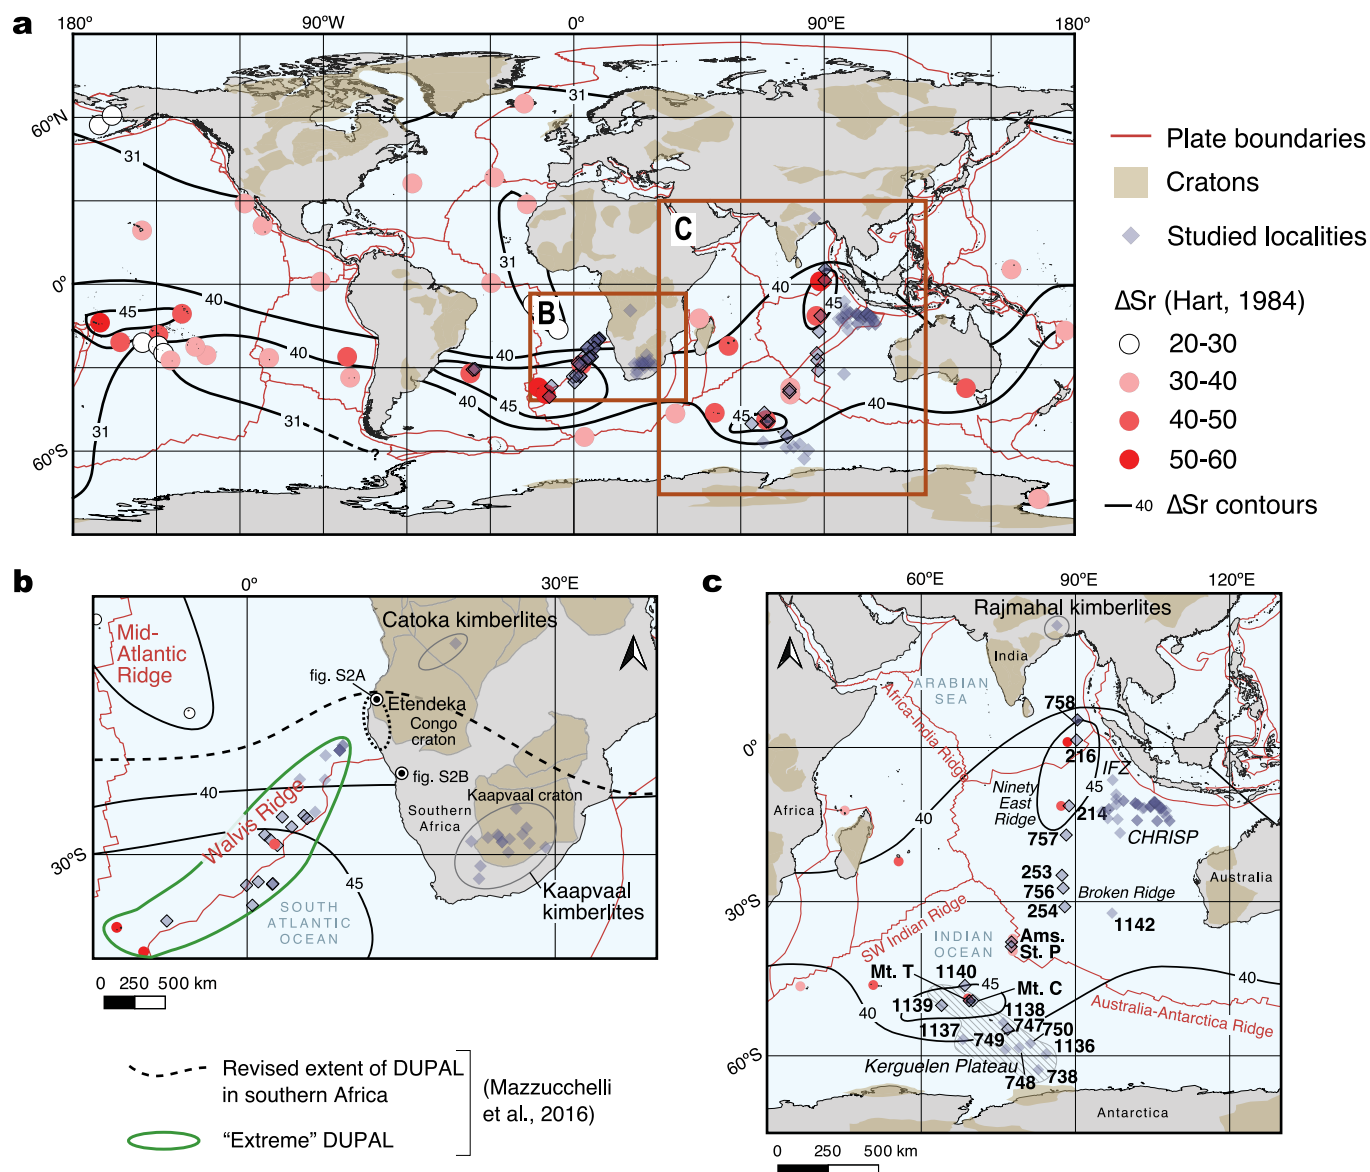 a
180°
90°W
0°
90°E
180°
60°N
0°
60°S
31
31
31
40
45
40
40
31
31
45
40
45
40
45
40
?
B
C
Plate boundaries
Cratons
Studied localities
ΔSr (Hart, 1984)
20-30
30-40
40-50
50-60
40 ΔSr contours
b
0°
30°E
30°S
Mid-
Atlantic
Ridge
Catoka kimberlites
fig. S2A
Etendeka
Congo
craton
fig. S2B
40
Kaapvaal craton
Southern
Africa
Walvis Ridge
45
SOUTH
ATLANTIC
OCEAN
Kaapvaal
kimberlites
0 250 500 km
Revised extent of DUPAL
in southern Africa
"Extreme" DUPAL
(Mazzucchelli
et al., 2016)
c
60°E
90°E
120°E
0°
30°S
60°S
Rajmahal kimberlites
India
ARABIAN
SEA
Africa-India Ridge
758
216
IFZ
45
Ninety
East
Ridge
214
CHRISP
Africa
40
757
253
756
254
Broken Ridge
Australia
1142
SW Indian Ridge
INDIAN
OCEAN
Ams.
St. P
Mt. T
1140
45
Mt. C
40
1139
1138
40
Australia-Antarctica Ridge
1137
749
747
750
1136
Kerguelen Plateau
748
738
Antarctica
0 250 500 km